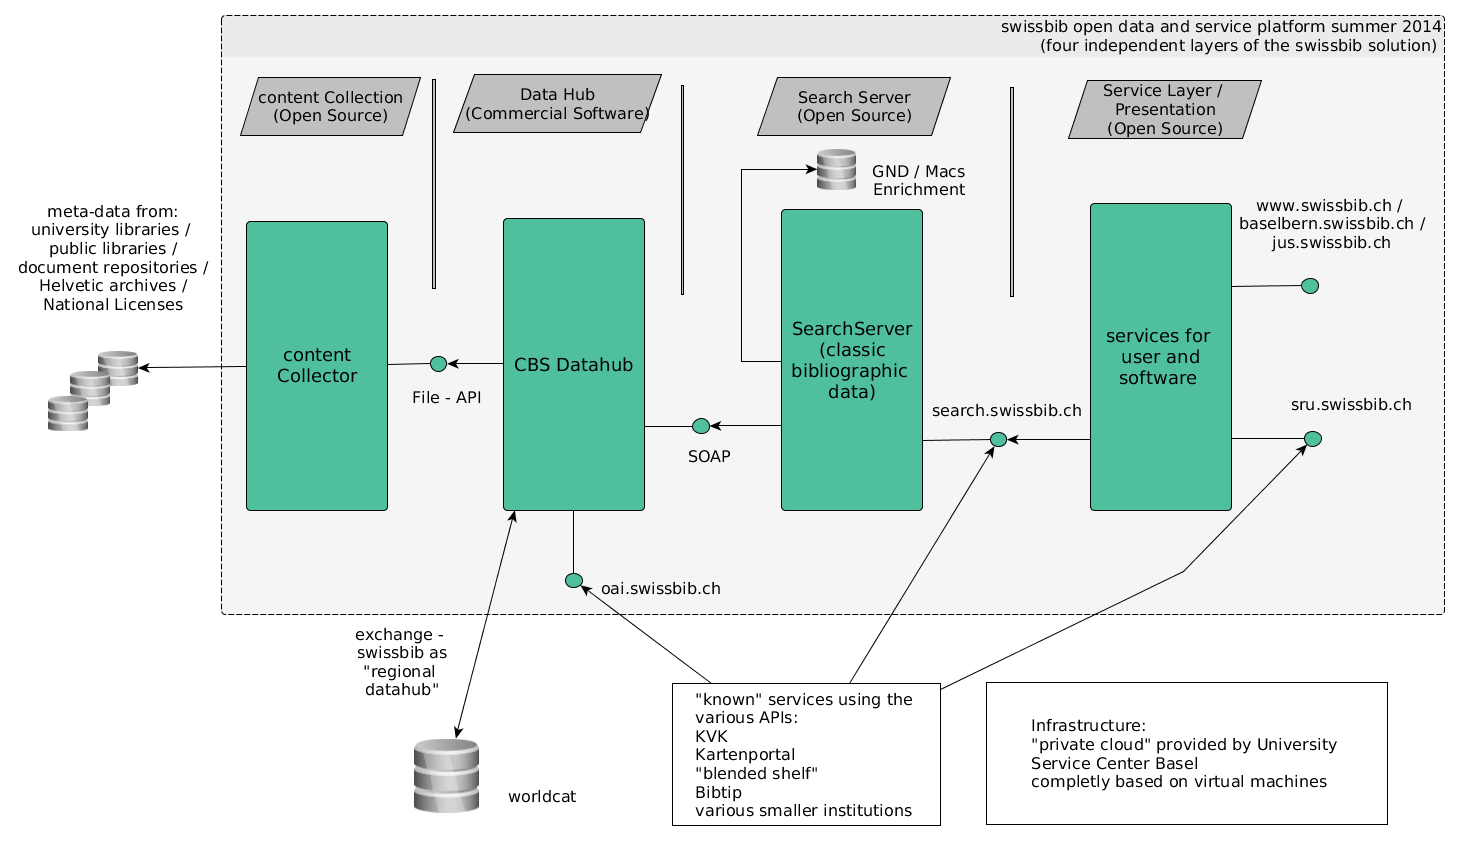 swissbib open data and service platform summer 2014
(four independent layers of the swissbib solution)
content Collection
(Open Source)
Data Hub
(Commercial Software)
Search Server
(Open Source)
Service Layer /
Presentation
(Open Source)
GND / Macs
Enrichment
meta-data from:
university libraries /
public libraries /
document repositories /
Helvetic archives /
National Licenses
www.swissbib.ch /
baselbern.swissbib.ch /
jus.swissbib.ch
content
Collector
File - API
CBS Datahub
SOAP
SearchServer
(classic
bibliographic
data)
search.swissbib.ch
services for
user and
software
sru.swissbib.ch
oai.swissbib.ch
exchange -
swissbib as
"regional
datahub"
worldcat
"known" services using the
various APIs:
KVK
Kartenportal
"blended shelf"
Bibtip
various smaller institutions
Infrastructure:
"private cloud" provided by University
Service Center Basel
completly based on virtual machines